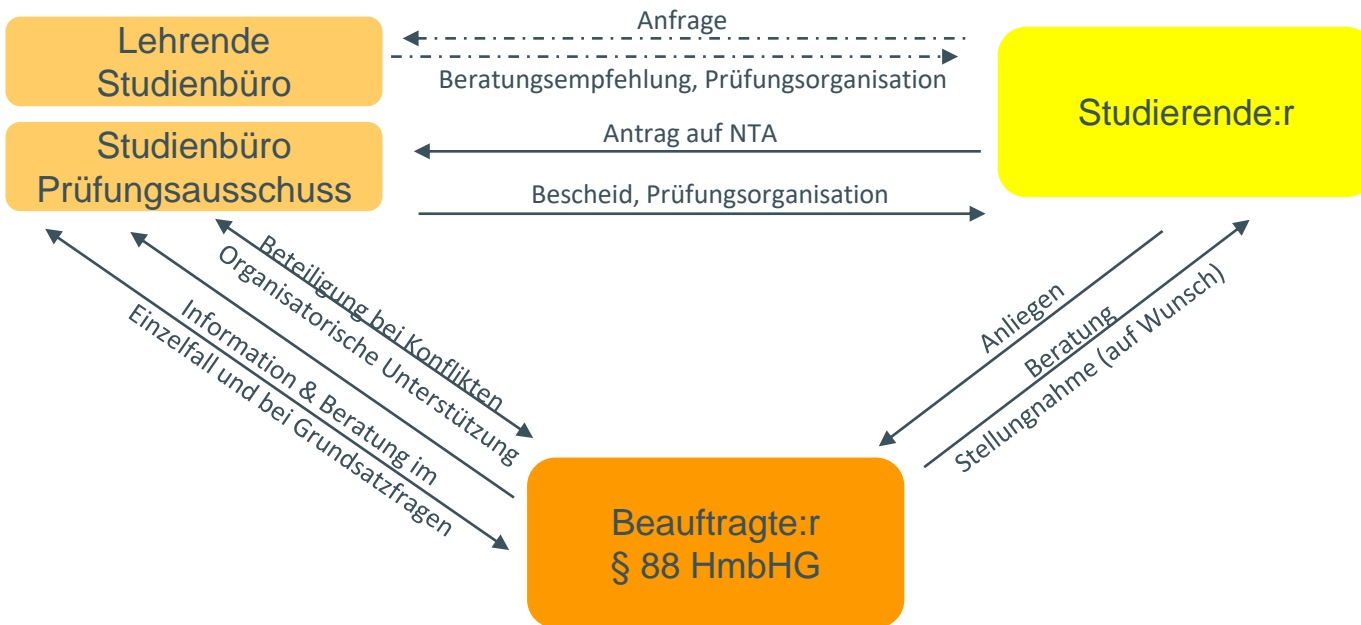 Lehrende
Studienbüro
Anfrage
Beratungsempfehlung, Prüfungsorganisation
Studierende:r
Studienbüro
Prüfungsausschuss
Antrag auf NTA
Bescheid, Prüfungsorganisation
Beteiligung bei Konflikten
Organisatorische Unterstützung
Information & Beratung im
Einzelfall und bei Grundsatzfragen
Anliegen
Beratung
Stellungnahme (auf Wunsch)
Beauftragte:r
§ 88 HmbHG